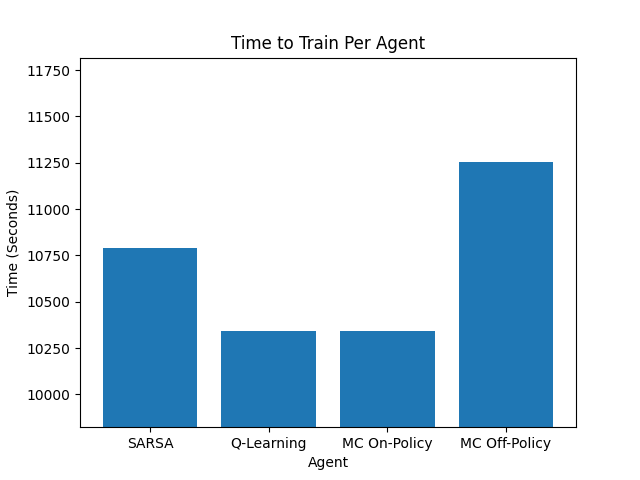 Time to Train Per Agent
11750
11500
11250
11000
10750
10500
10250
10000
Time (Seconds)
SARSA Q-Learning MC On-Policy MC Off-Policy
Agent